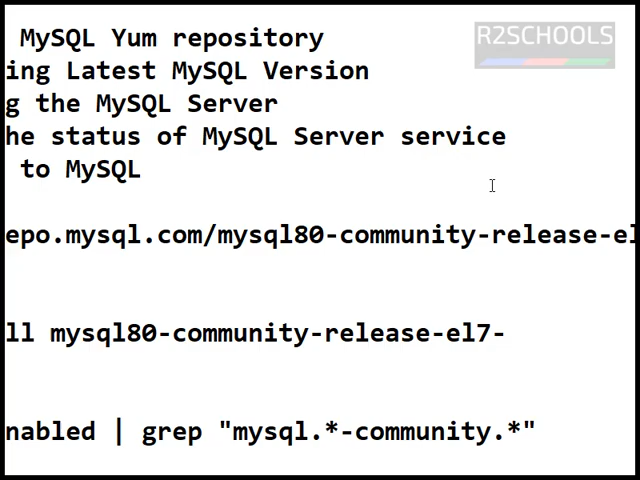 MySQL Yum repository
R2SCHOOLS
ing Latest MySQL Version
g the MySQL Server
he status of MySQL Server service
to MySQL
epo.mysql.com/mysql80-community-release-el
ll mysql80-community-release-el7-
nabled | grep "mysql.*-community.*"